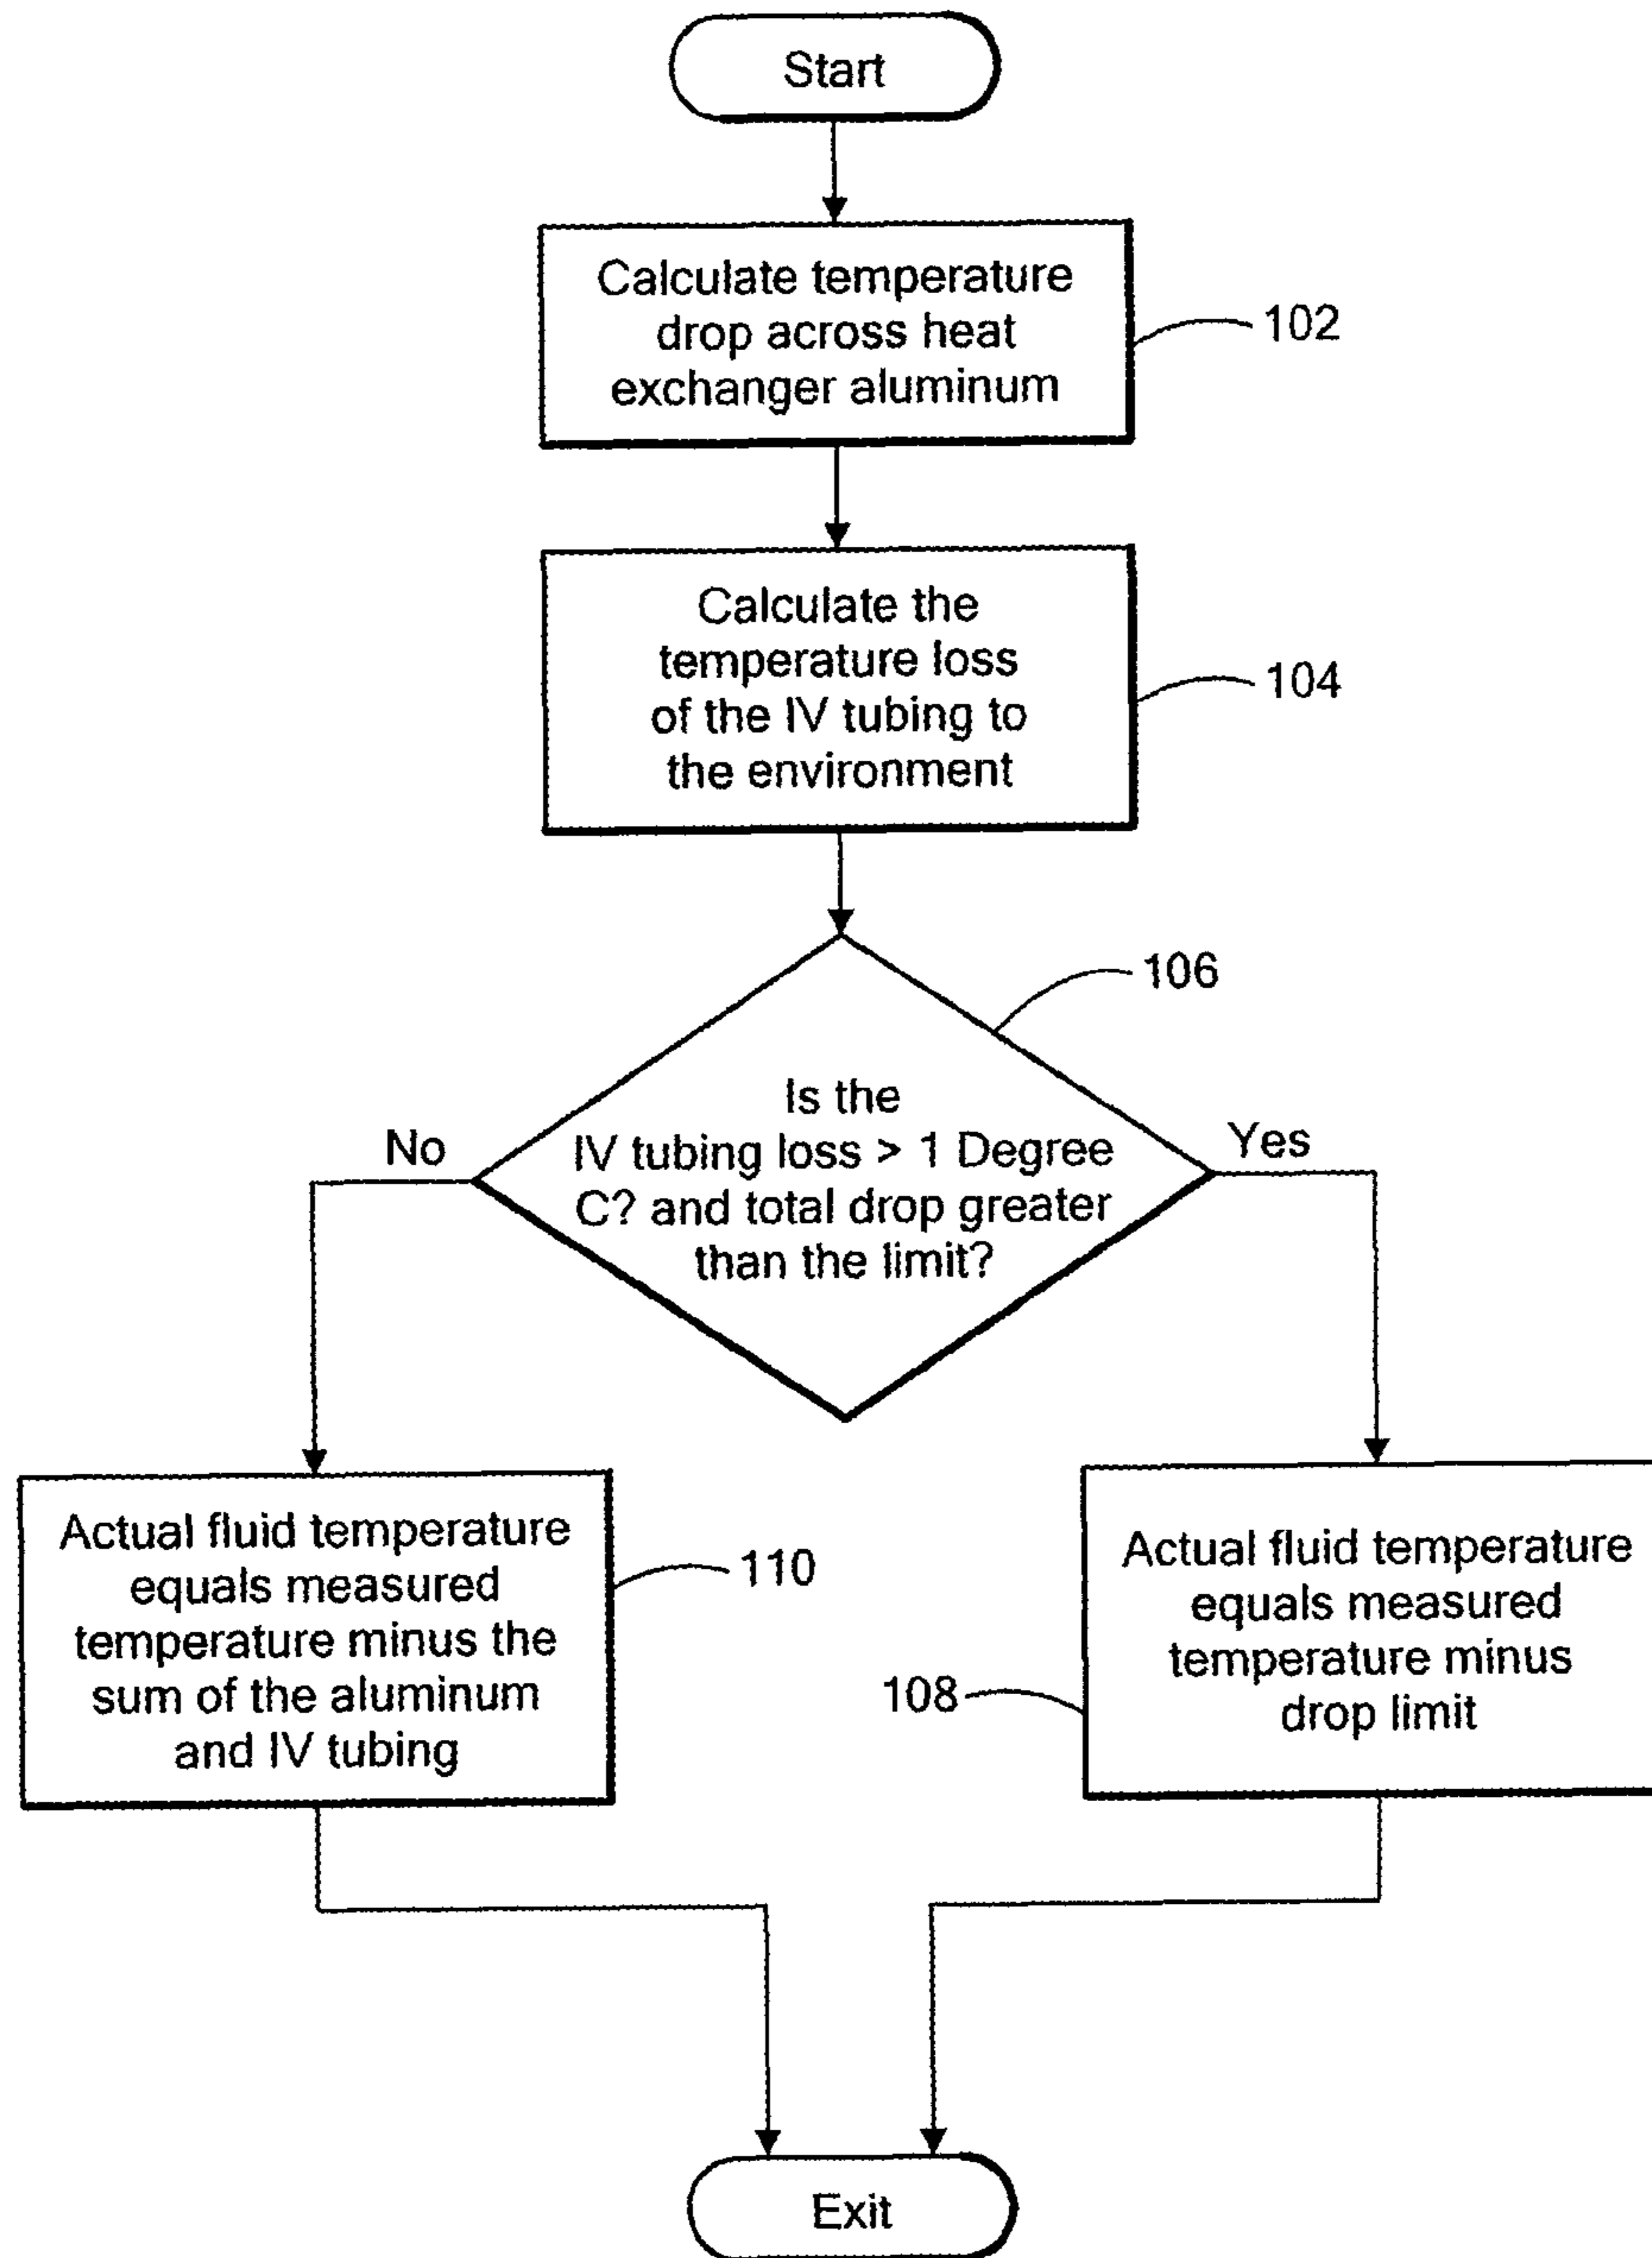 Start
Calculate temperature
drop across heat
exchanger aluminum
102
Calculate the
temperature loss
of the IV tubing to
the environment
104
106
Is the
IV tubing loss > 1 Degree
C? and total drop greater
than the limit?
No
Yes
Actual fluid temperature
equals measured
temperature minus the
sum of the aluminum
and IV tubing
110
Actual fluid temperature
equals measured
temperature minus
drop limit
108
Exit